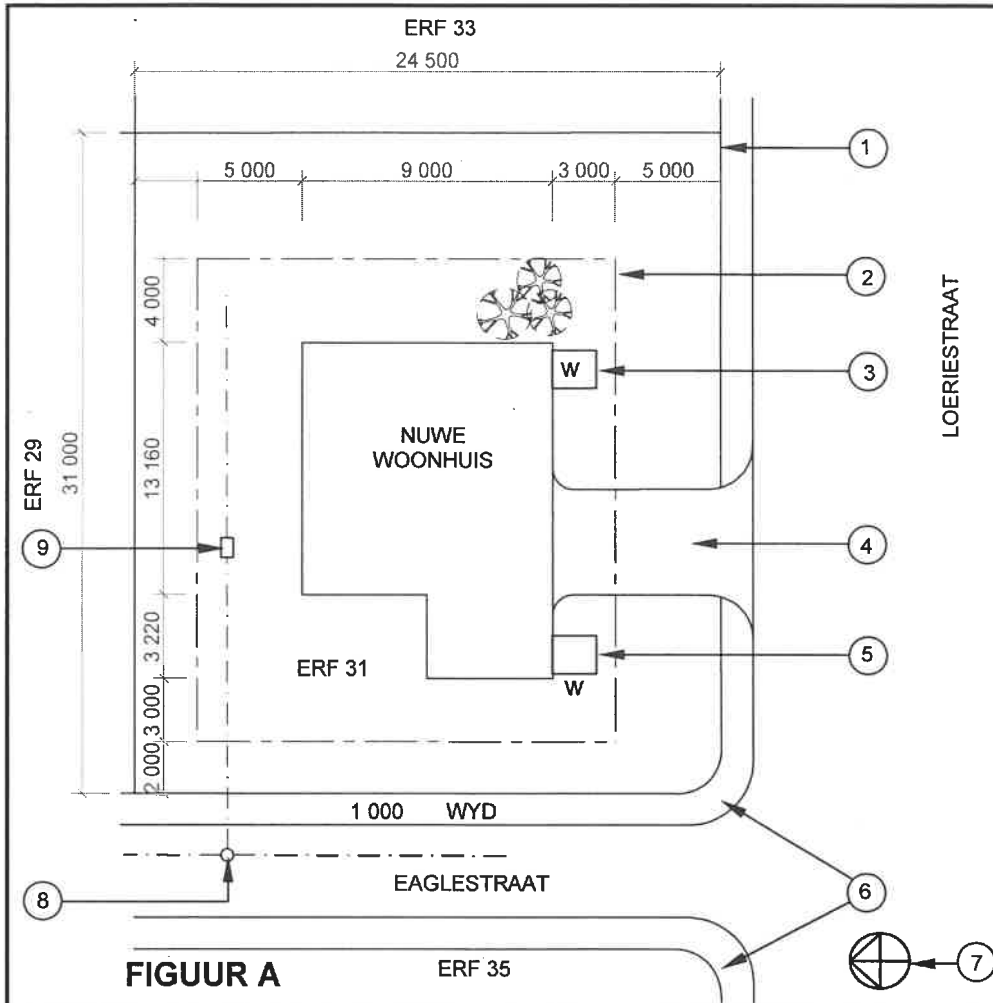 ERF 33
24 500
1
5 000
9 000
3 000
5 000
2
4 000
LOERIESTRAAT
W
3
NUWE
WOONHUIS
13 160
ERF 29
31 000
9
4
3 220
ERF 31
5
W
3 000
2 000
1 000 WYD
8
EAGLESTRAAT
6
FIGUUR A
ERF 35
7